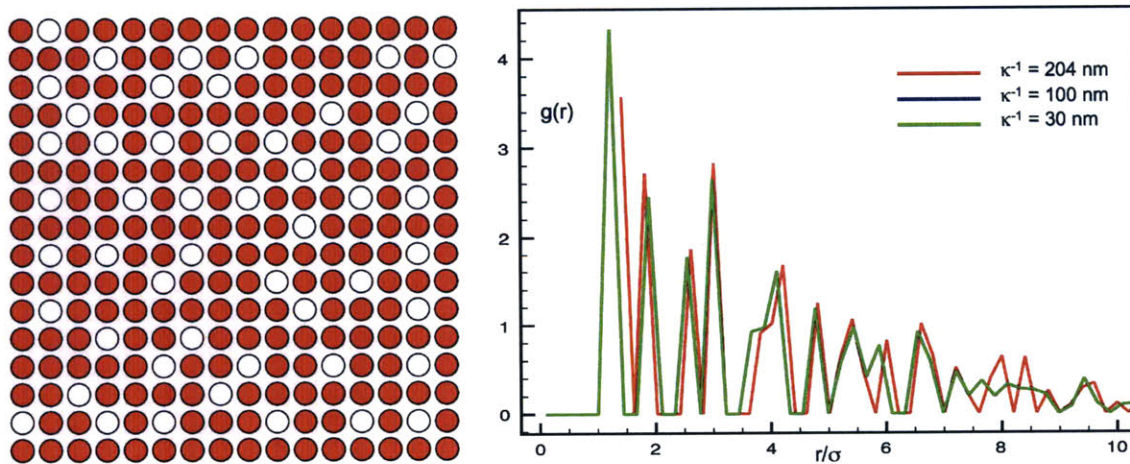 4
3
2
1
0
g(r)
κ⁻¹ = 204 nm
κ⁻¹ = 100 nm
κ⁻¹ = 30 nm
0 2 4 6 8 10
r/σ